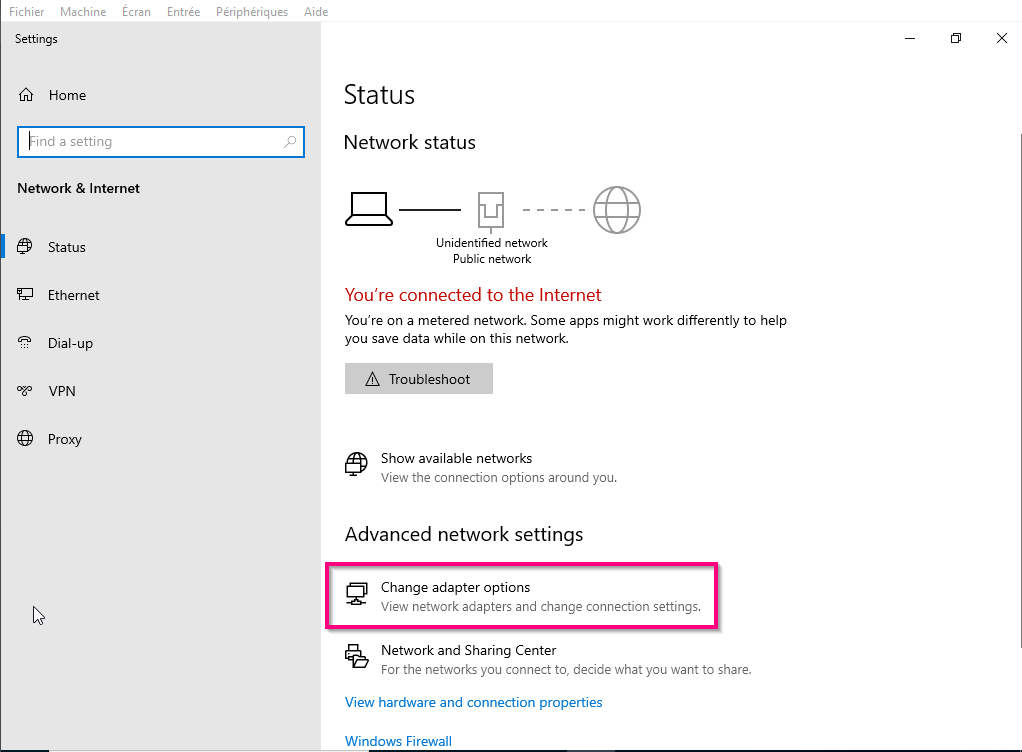 Fichier Machine Écran Entrée Périphériques Aide
Settings
Home
Find a setting
Network & Internet
Status
Ethernet
Dial-up
VPN
Proxy
Status
Network status
Unidentified network
Public network
You're connected to the Internet
You're on a metered network. Some apps might work differently to help
you save data while on this network.
Troubleshoot
Show available networks
View the connection options around you.
Advanced network settings
Change adapter options
View network adapters and change connection settings.
Network and Sharing Center
For the networks you connect to, decide what you want to share.
View hardware and connection properties
Windows Firewall